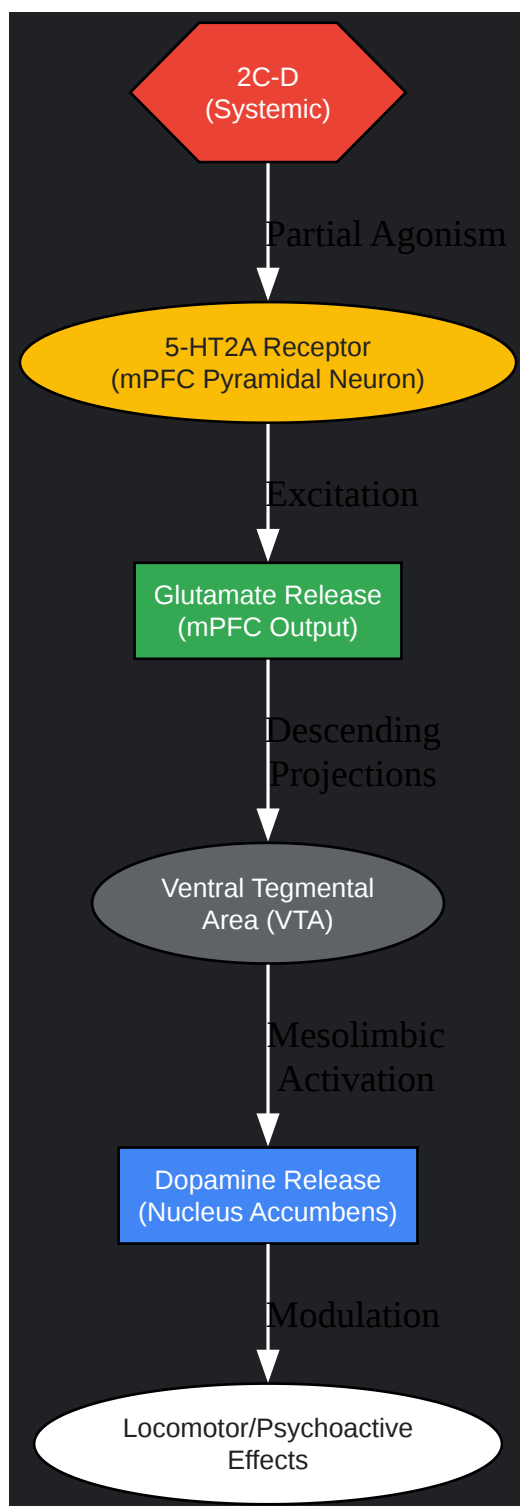 2C-D
(Systemic)
Partial Agonism
5-HT2A Receptor
(mPFC Pyramidal Neuron)
Excitation
Glutamate Release
(mPFC Output)
Descending
Projections
Ventral Tegmental
Area (VTA)
Mesolimbic
Activation
Dopamine Release
(Nucleus Accumbens)
Modulation
Locomotor/Psychoactive
Effects